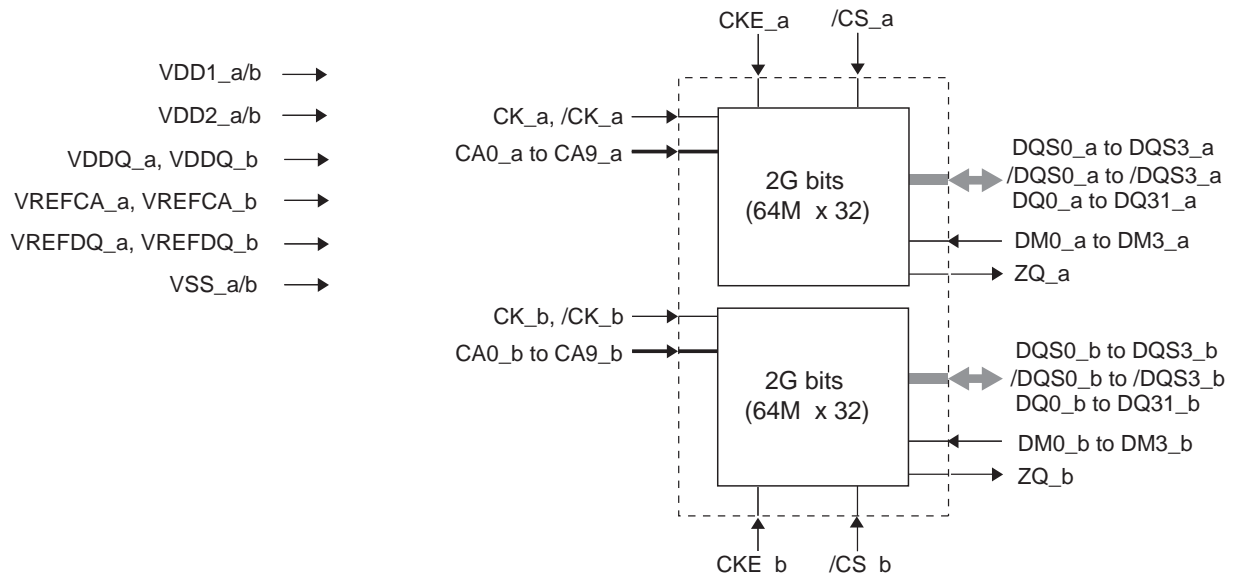 CKE_a
/CS_a
VDD1_a/b
VDD2_a/b
VDDQ_a, VDDQ_b
VREFCA_a, VREFCA_b
VREFDQ_a, VREFDQ_b
VSS_a/b
CK_a, /CK_a
CA0_a to CA9_a
2G bits
(64M x 32)
DQS0_a to DQS3_a
/DQS0_a to /DQS3_a
DQ0_a to DQ31_a
DM0_a to DM3_a
ZQ_a
CK_b, /CK_b
CA0_b to CA9_b
2G bits
(64M x 32)
DQS0_b to DQS3_b
/DQS0_b to /DQS3_b
DQ0_b to DQ31_b
DM0_b to DM3_b
ZQ_b
CKE_b
/CS_b